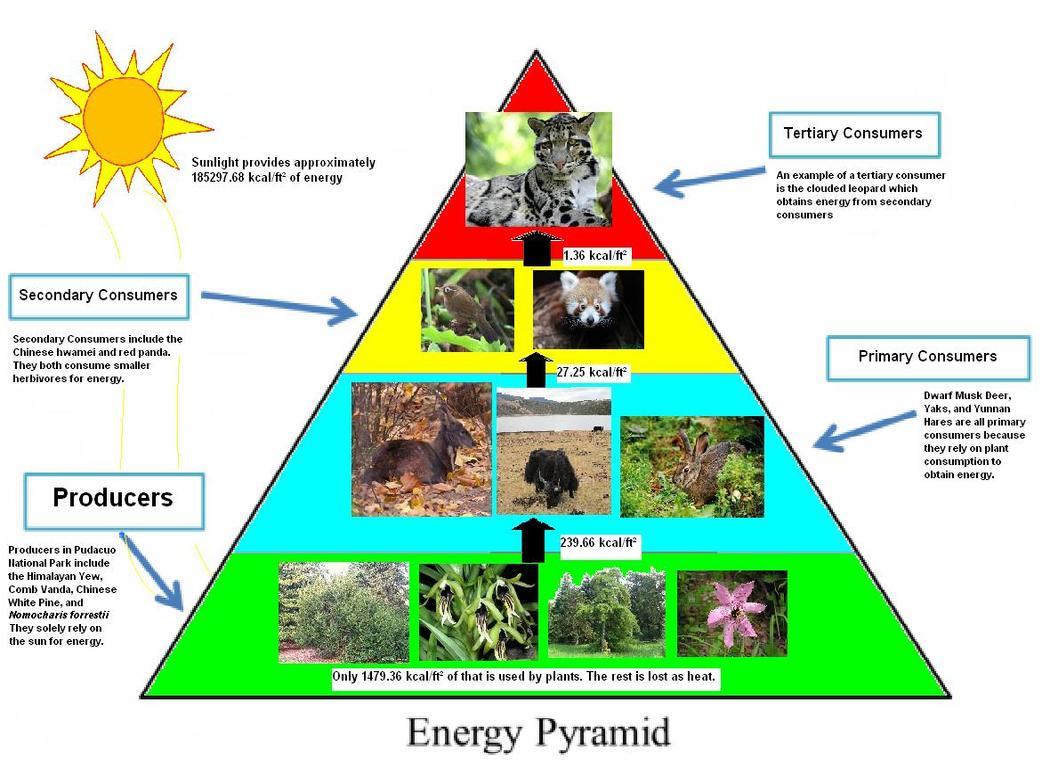 Sunlight provides approximately
185297.68 kcal/ft² of energy
Tertiary Consumers
An example of a tertiary consumer
is the clouded leopard which
obtains energy from secondary
consumers
1.36 kcal/ft²
Secondary Consumers
Secondary Consumers include the
Chinese hwamei and red panda.
They both consume smaller
herbivores for energy.
27.25 kcal/ft²
Primary Consumers
Dwarf Musk Deer,
Yaks, and Yunnan
Hares are all primary
consumers because
they rely on plant
consumption to
obtain energy.
239.66 kcal/ft²
Producers
Producers in Pudacuo
National Park include
the Himalayan Yew,
Comb Vanda, Chinese
White Pine, and
Nomocharis forrestii
They solely rely on
the sun for energy.
Only 1479.36 kcal/ft² of that is used by plants. The rest is lost as heat.
Energy Pyramid